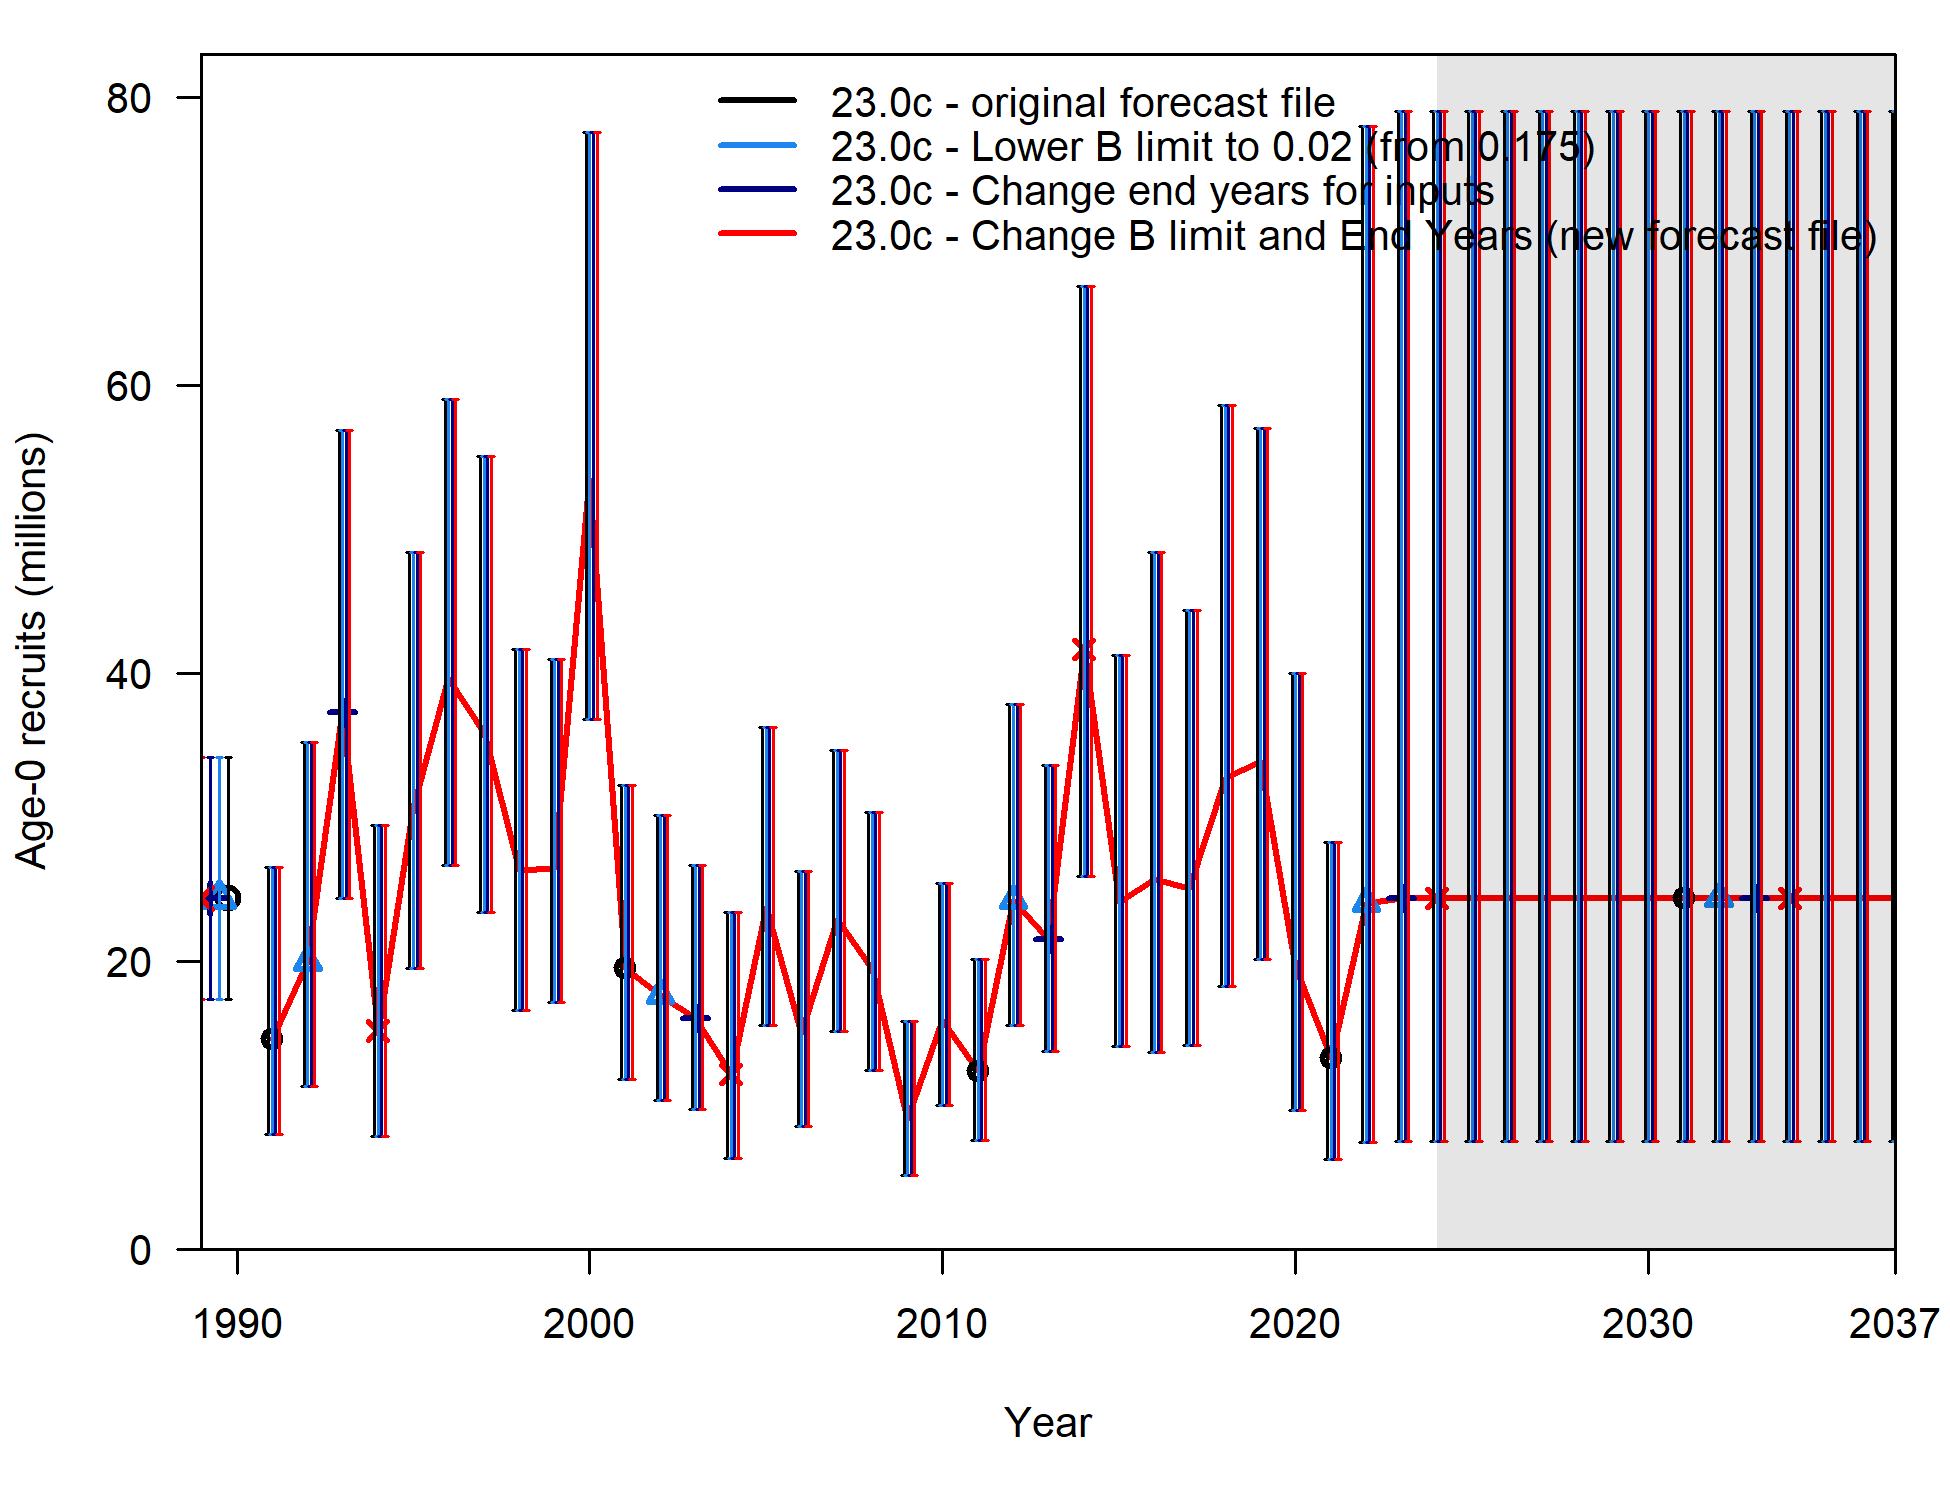 23.0c - original forecast file
23.0c - Lower B limit to 0.02 (from 0.175)
23.0c - Change end years for inputs
23.0c - Change B limit and End Years (new forecast file)
Age-0 recruits (millions)
80
60
40
20
0
1990 2000 2010 2020 2030 2037
Year